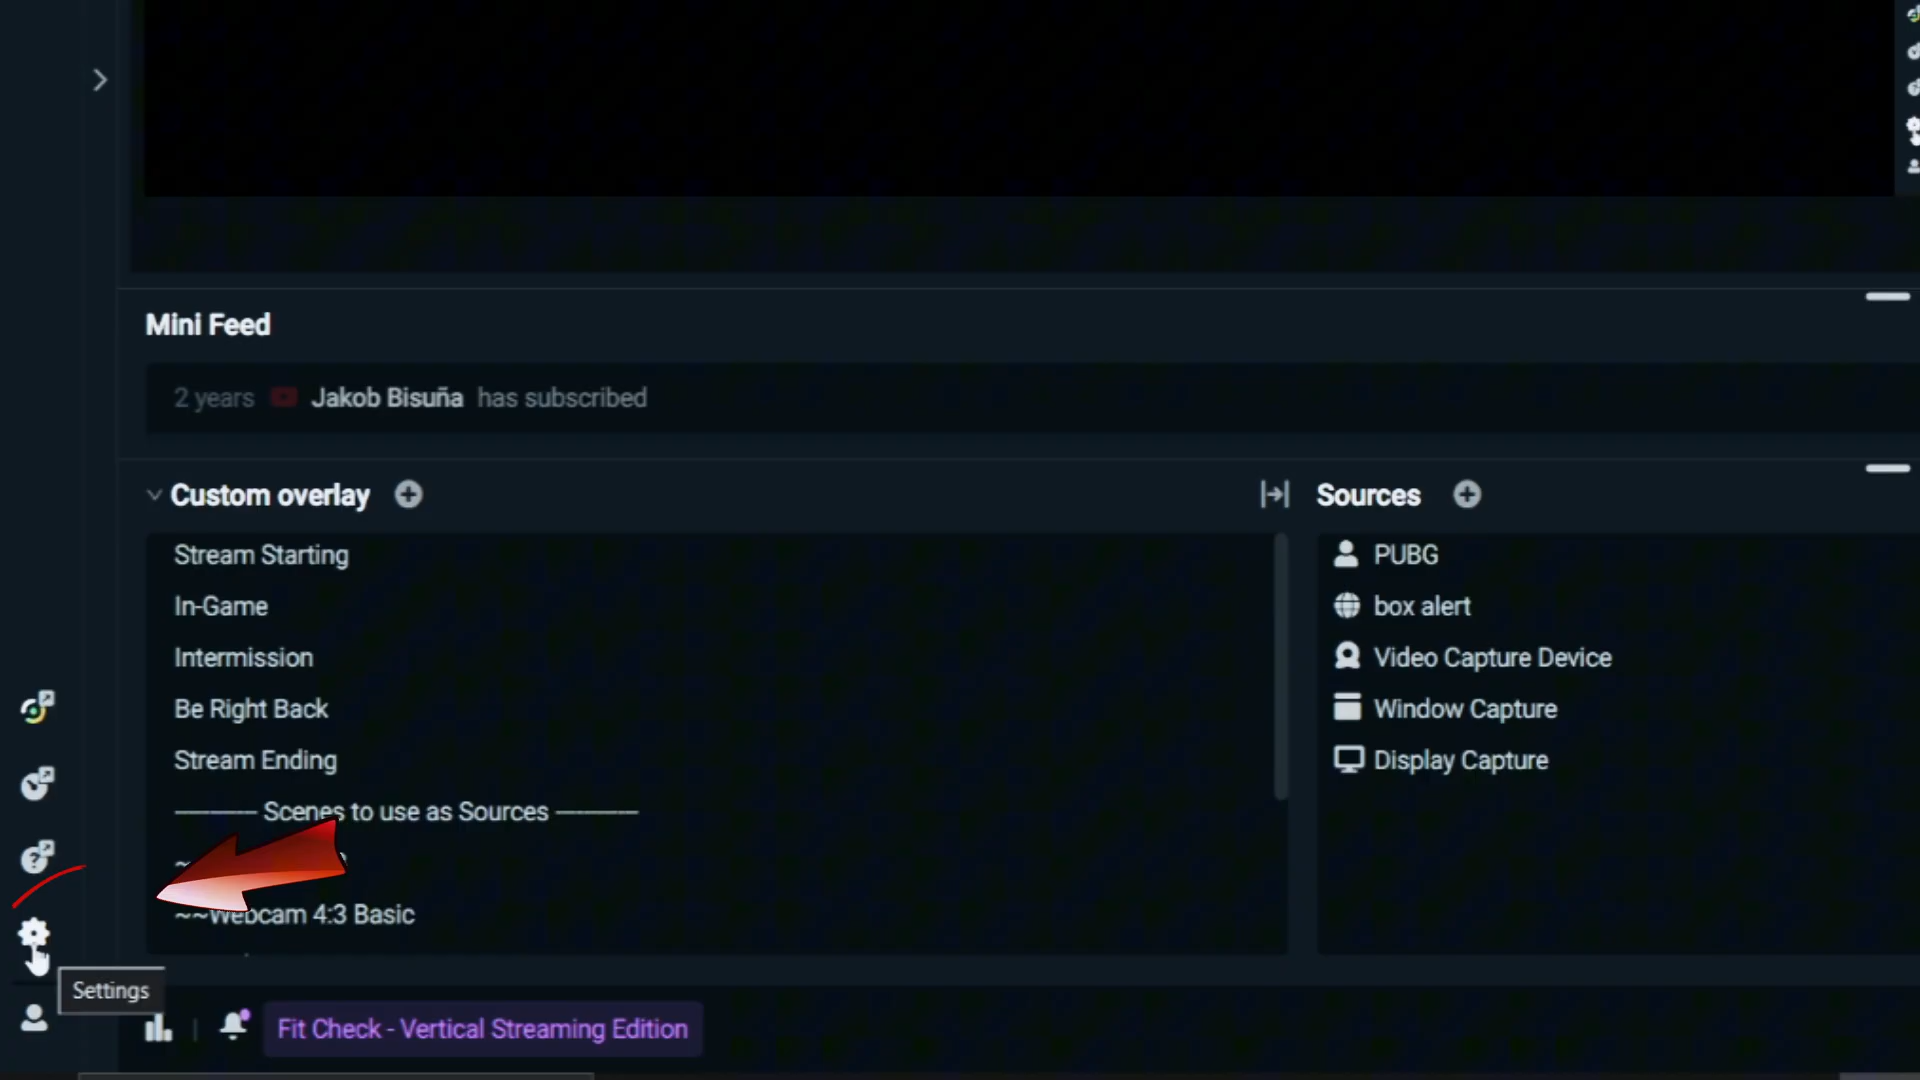 Mini Feed
2 years Jakob Bisuña has subscribed
Custom overlay
Sources
Stream Starting
In-Game
Intermission
Be Right Back
Stream Ending
--------- Scenes to use as Sources ---------
~~Webcam 4:3 Basic
PUBG
box alert
Video Capture Device
Window Capture
Display Capture
Settings
Fit Check - Vertical Streaming Edition